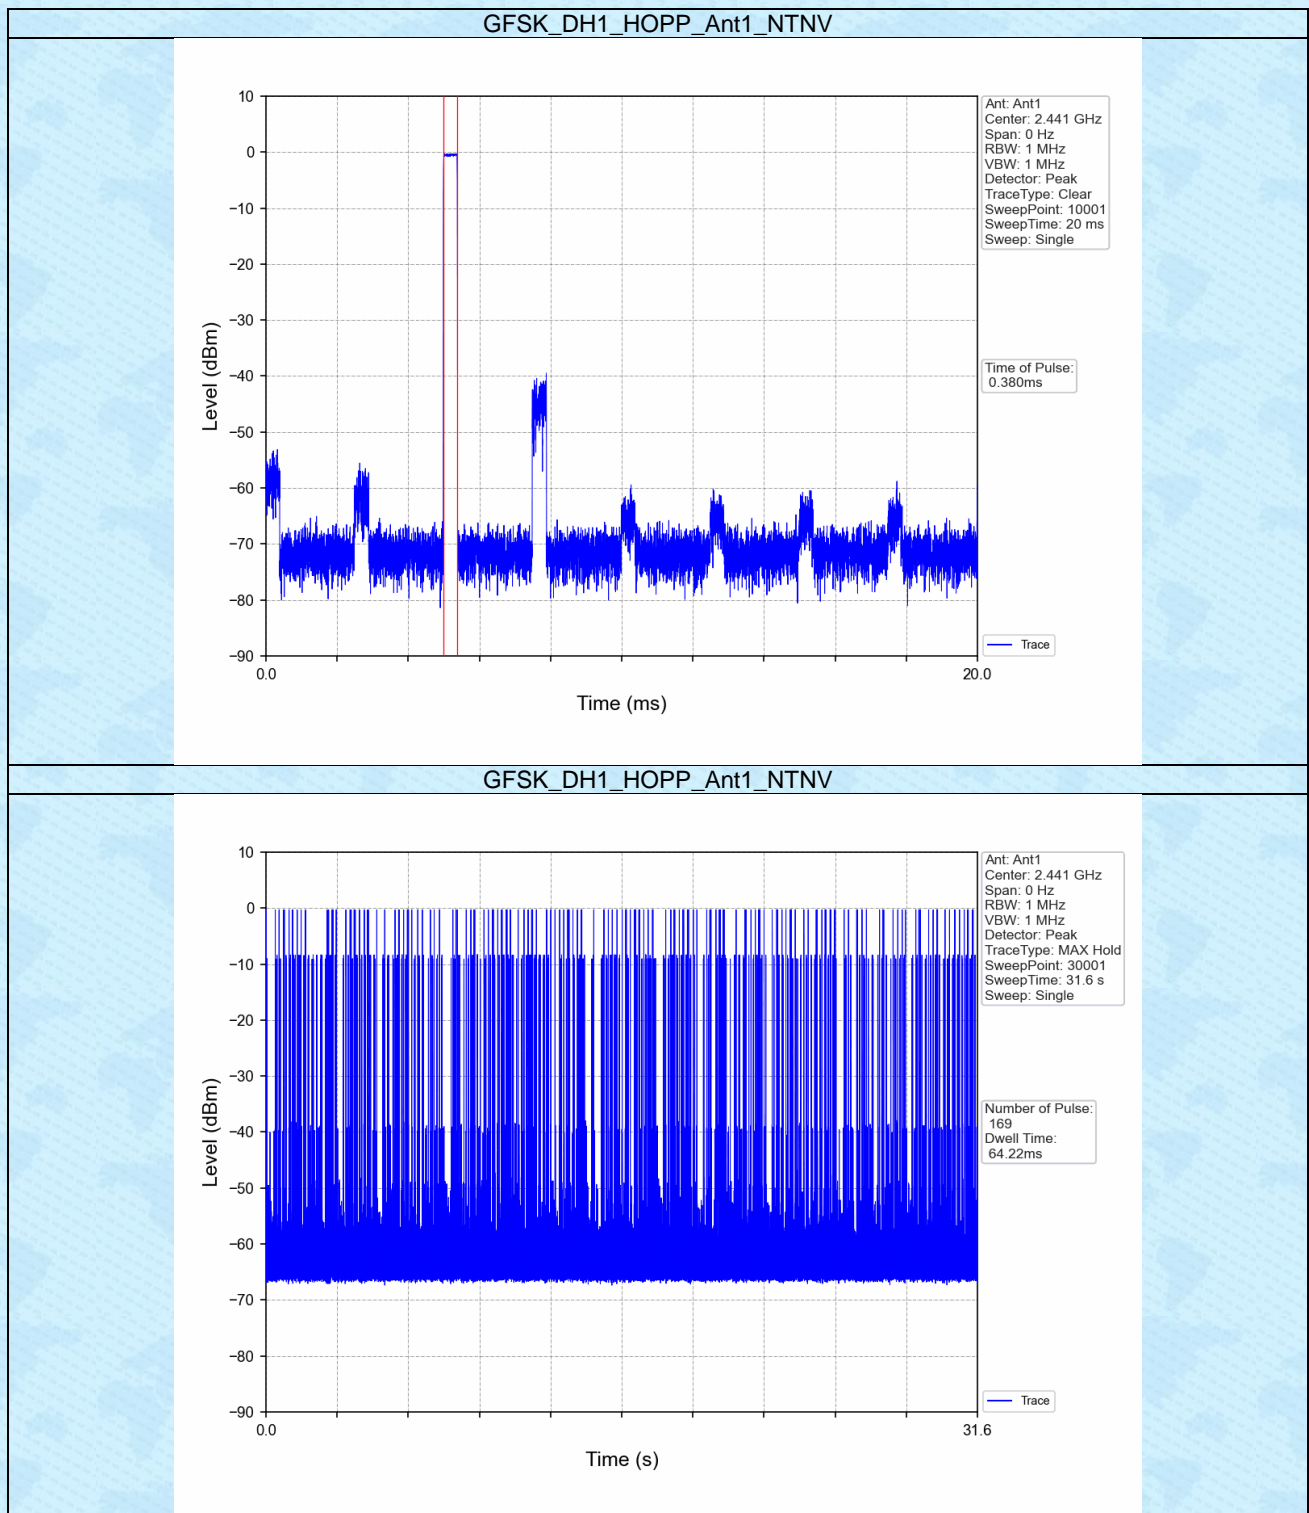 GFSK_DH1_HOPP_Ant1_NTNV
10
0
−10
−20
−30
−40
−50
−60
−70
−80
−90
Level (dBm)
0.0
20.0
Time (ms)
Ant: Ant1
Center: 2.441 GHz
Span: 0 Hz
RBW: 1 MHz
VBW: 1 MHz
Detector: Peak
TraceType: Clear
SweepPoint: 10001
SweepTime: 20 ms
Sweep: Single
Time of Pulse:
0.380ms
Trace
GFSK_DH1_HOPP_Ant1_NTNV
10
0
−10
−20
−30
−40
−50
−60
−70
−80
−90
Level (dBm)
0.0
31.6
Time (s)
Ant: Ant1
Center: 2.441 GHz
Span: 0 Hz
RBW: 1 MHz
VBW: 1 MHz
Detector: Peak
TraceType: MAX Hold
SweepPoint: 30001
SweepTime: 31.6 s
Sweep: Single
Number of Pulse:
169
Dwell Time:
64.22ms
Trace